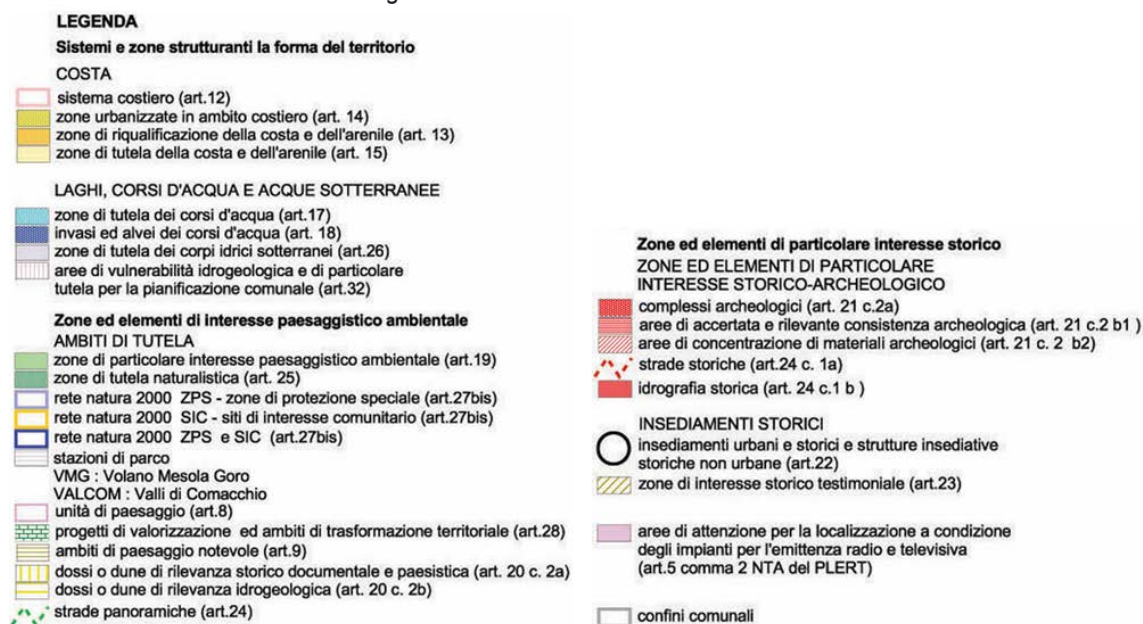 LEGENDA
Sistemi e zone strutturanti la forma del territorio
COSTA
sistema costiero (art.12)
zone urbanizzate in ambito costiero (art. 14)
zone di riqualificazione della costa e dell'arenile (art. 13)
zone di tutela della costa e dell'arenile (art. 15)
LAGHI, CORSI D'ACQUA E ACQUE SOTTERRANEE
zone di tutela dei corsi d'acqua (art.17)
invasi ed alvei dei corsi d'acqua (art. 18)
zone di tutela dei corpi idrici sotterranei (art.26)
aree di vulnerabilità idrogeologica e di particolare
tutela per la pianificazione comunale (art.32)
Zone ed elementi di interesse paesaggistico ambientale
AMBITI DI TUTELA
zone di particolare interesse paesaggistico ambientale (art.19)
zone di tutela naturalistica (art. 25)
rete natura 2000 ZPS - zone di protezione speciale (art.27bis)
rete natura 2000 SIC - siti di interesse comunitario (art.27bis)
rete natura 2000 ZPS e SIC (art.27bis)
stazioni di parco
VMG : Volano Mesola Goro
VALCOM : Valli di Comacchio
unità di paesaggio (art.8)
progetti di valorizzazione ed ambiti di trasformazione territoriale (art.28)
ambiti di paesaggio notevole (art.9)
dossi o dune di rilevanza storico documentale e paesistica (art. 20 c. 2a)
dossi o dune di rilevanza idrogeologica (art. 20 c. 2b)
strade panoramiche (art.24)
Zone ed elementi di particolare interesse storico
ZONE ED ELEMENTI DI PARTICOLARE
INTERESSE STORICO-ARCHEOLOGICO
complessi archeologici (art. 21 c.2a)
aree di accertata e rilevante consistenza archeologica (art. 21 c.2 b1 )
aree di concentrazione di materiali archeologici (art. 21 c. 2 b2)
strade storiche (art.24 c. 1a)
idrografia storica (art. 24 c.1 b )
INSEDIAMENTI STORICI
insediamenti urbani e storici e strutture insediative
storiche non urbane (art.22)
zone di interesse storico testimoniale (art.23)
aree di attenzione per la localizzazione a condizione
degli impianti per l'emittenza radio e televisiva
(art.5 comma 2 NTA del PLERT)
confini comunali